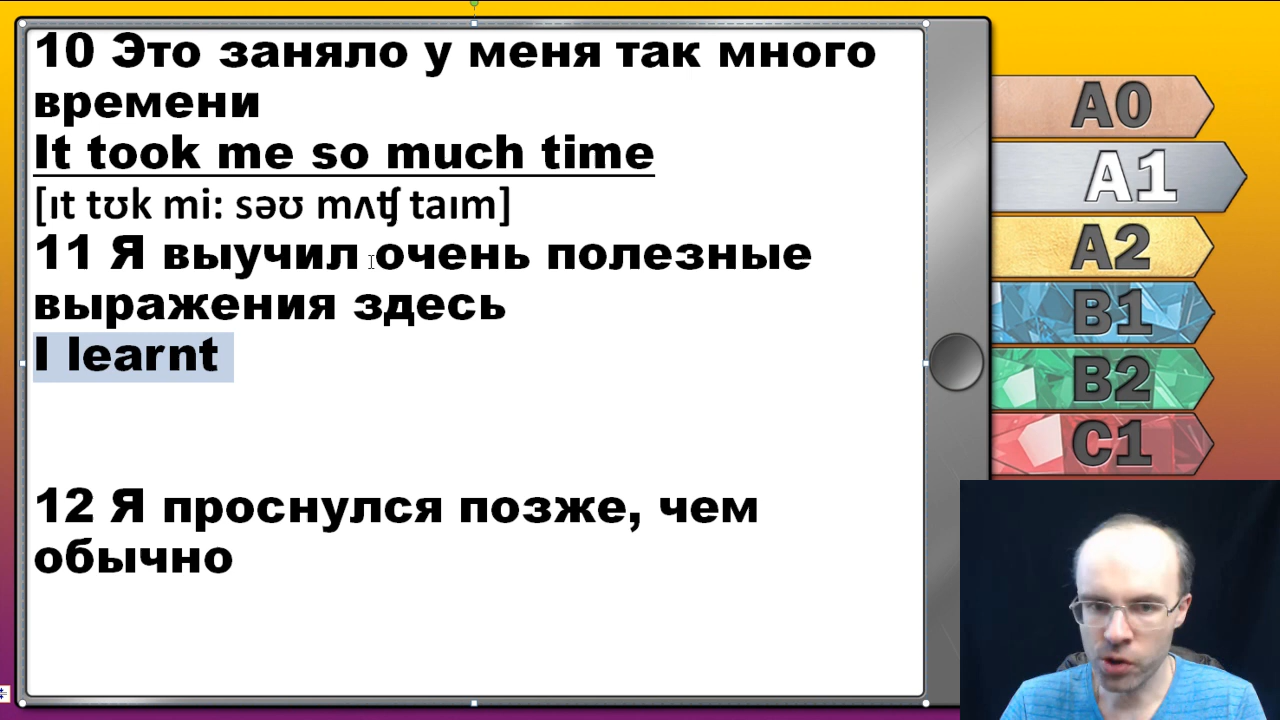 10 Это заняло у меня так много
времени
It took me so much time
[ɪt tʊk mi: səʊ mʌʧ taɪm]
11 Я выучил очень полезные
выражения здесь
I learnt
12 Я проснулся позже, чем
обычно
A0
A1
A2
B1
B2
C1